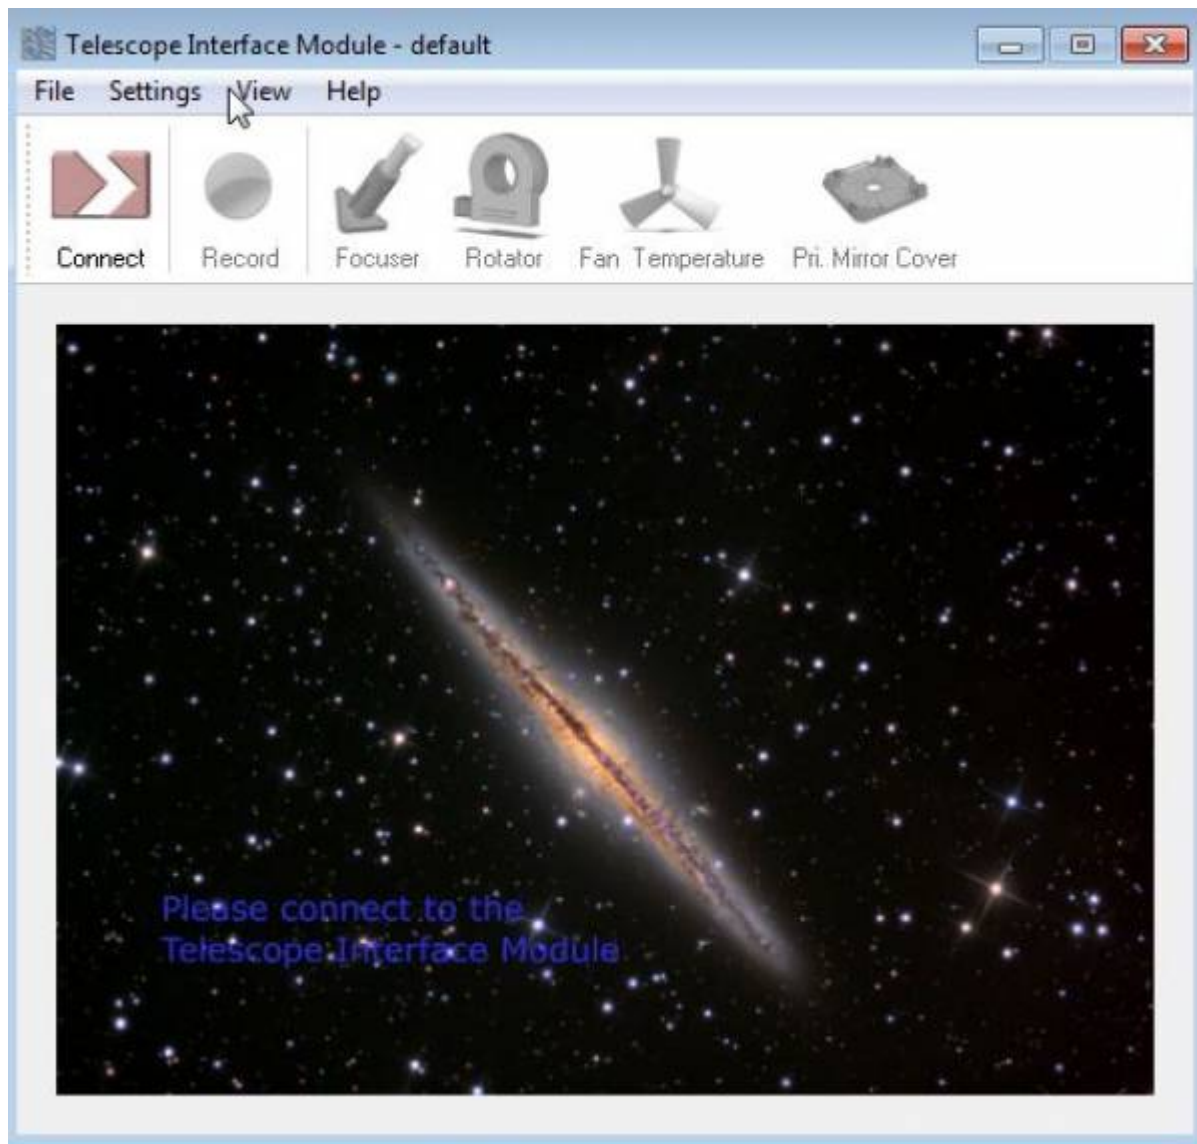 Telescope Interface Module - default
File Settings View Help
Connect Record Focuser Rotator Fan Temperature Pri. Mirror Cover
Please connect to the
Telescope Interface Module